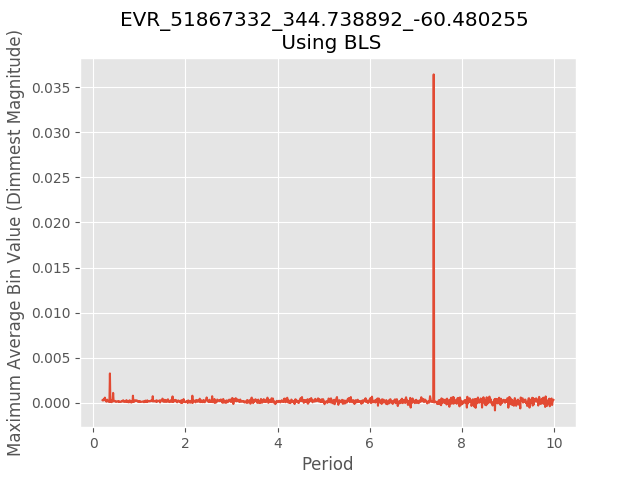 EVR_51867332_344.738892_-60.480255
Using BLS
Maximum Average Bin Value (Dimmest Magnitude)
0.035
0.030
0.025
0.020
0.015
0.010
0.005
0.000
0 2 4 6 8 10
Period